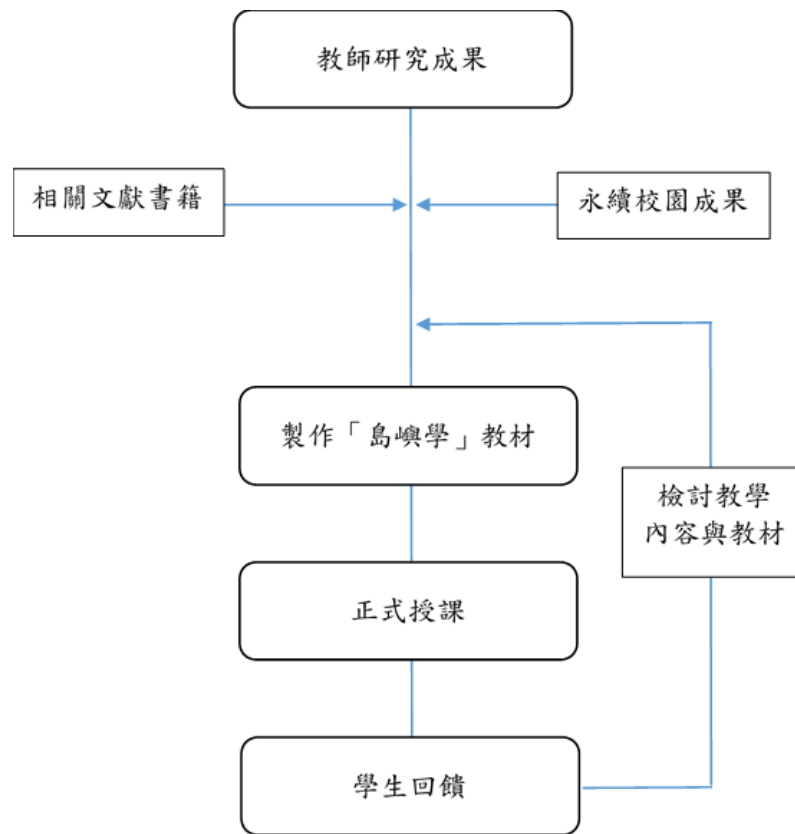 教師研究成果
相關文獻書籍
永續校園成果
製作「島嶼學」教材
檢討教學
內容與教材
正式授課
學生回饋